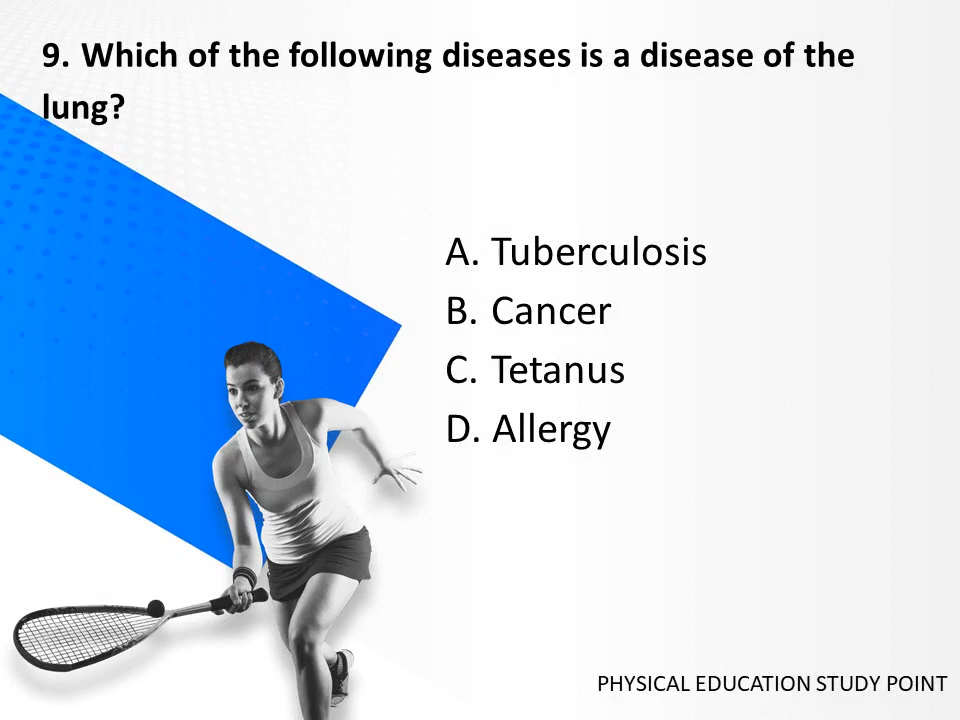 9. Which of the following diseases is a disease of the
lung?
A. Tuberculosis
B. Cancer
C. Tetanus
D. Allergy
PHYSICAL EDUCATION STUDY POINT